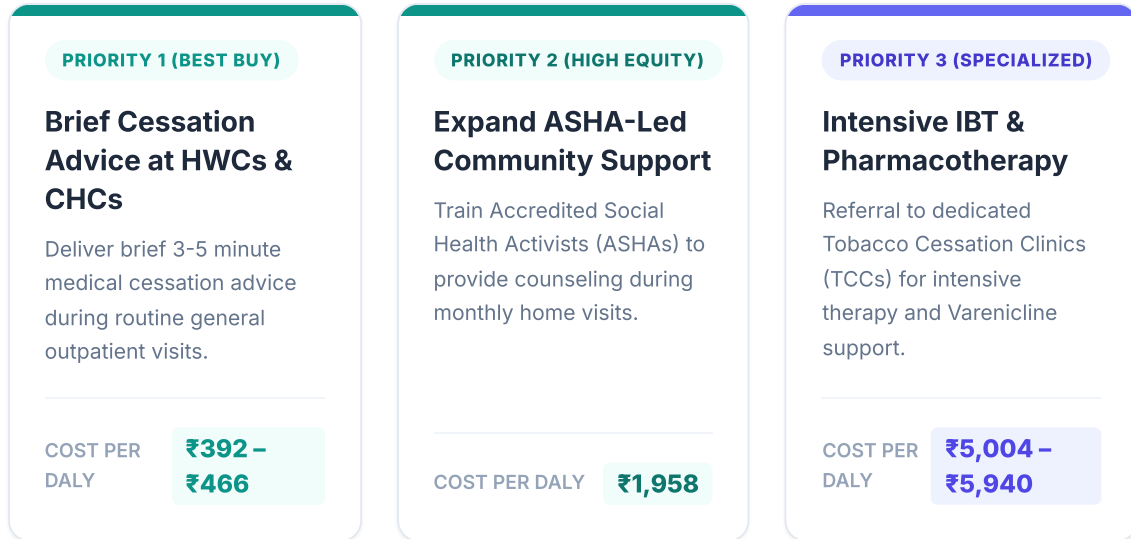 PRIORITY 1 (BEST BUY)
Brief Cessation
Advice at HWCs &
CHCs
Deliver brief 3-5 minute
medical cessation advice
during routine general
outpatient visits.
COST PER
DALY
₹392 –
₹466
PRIORITY 2 (HIGH EQUITY)
Expand ASHA-Led
Community Support
Train Accredited Social
Health Activists (ASHAs) to
provide counseling during
monthly home visits.
COST PER DALY
₹1,958
PRIORITY 3 (SPECIALIZED)
Intensive IBT &
Pharmacotherapy
Referral to dedicated
Tobacco Cessation Clinics
(TCCs) for intensive
therapy and Varenicline
support.
COST PER
DALY
₹5,004 –
₹5,940